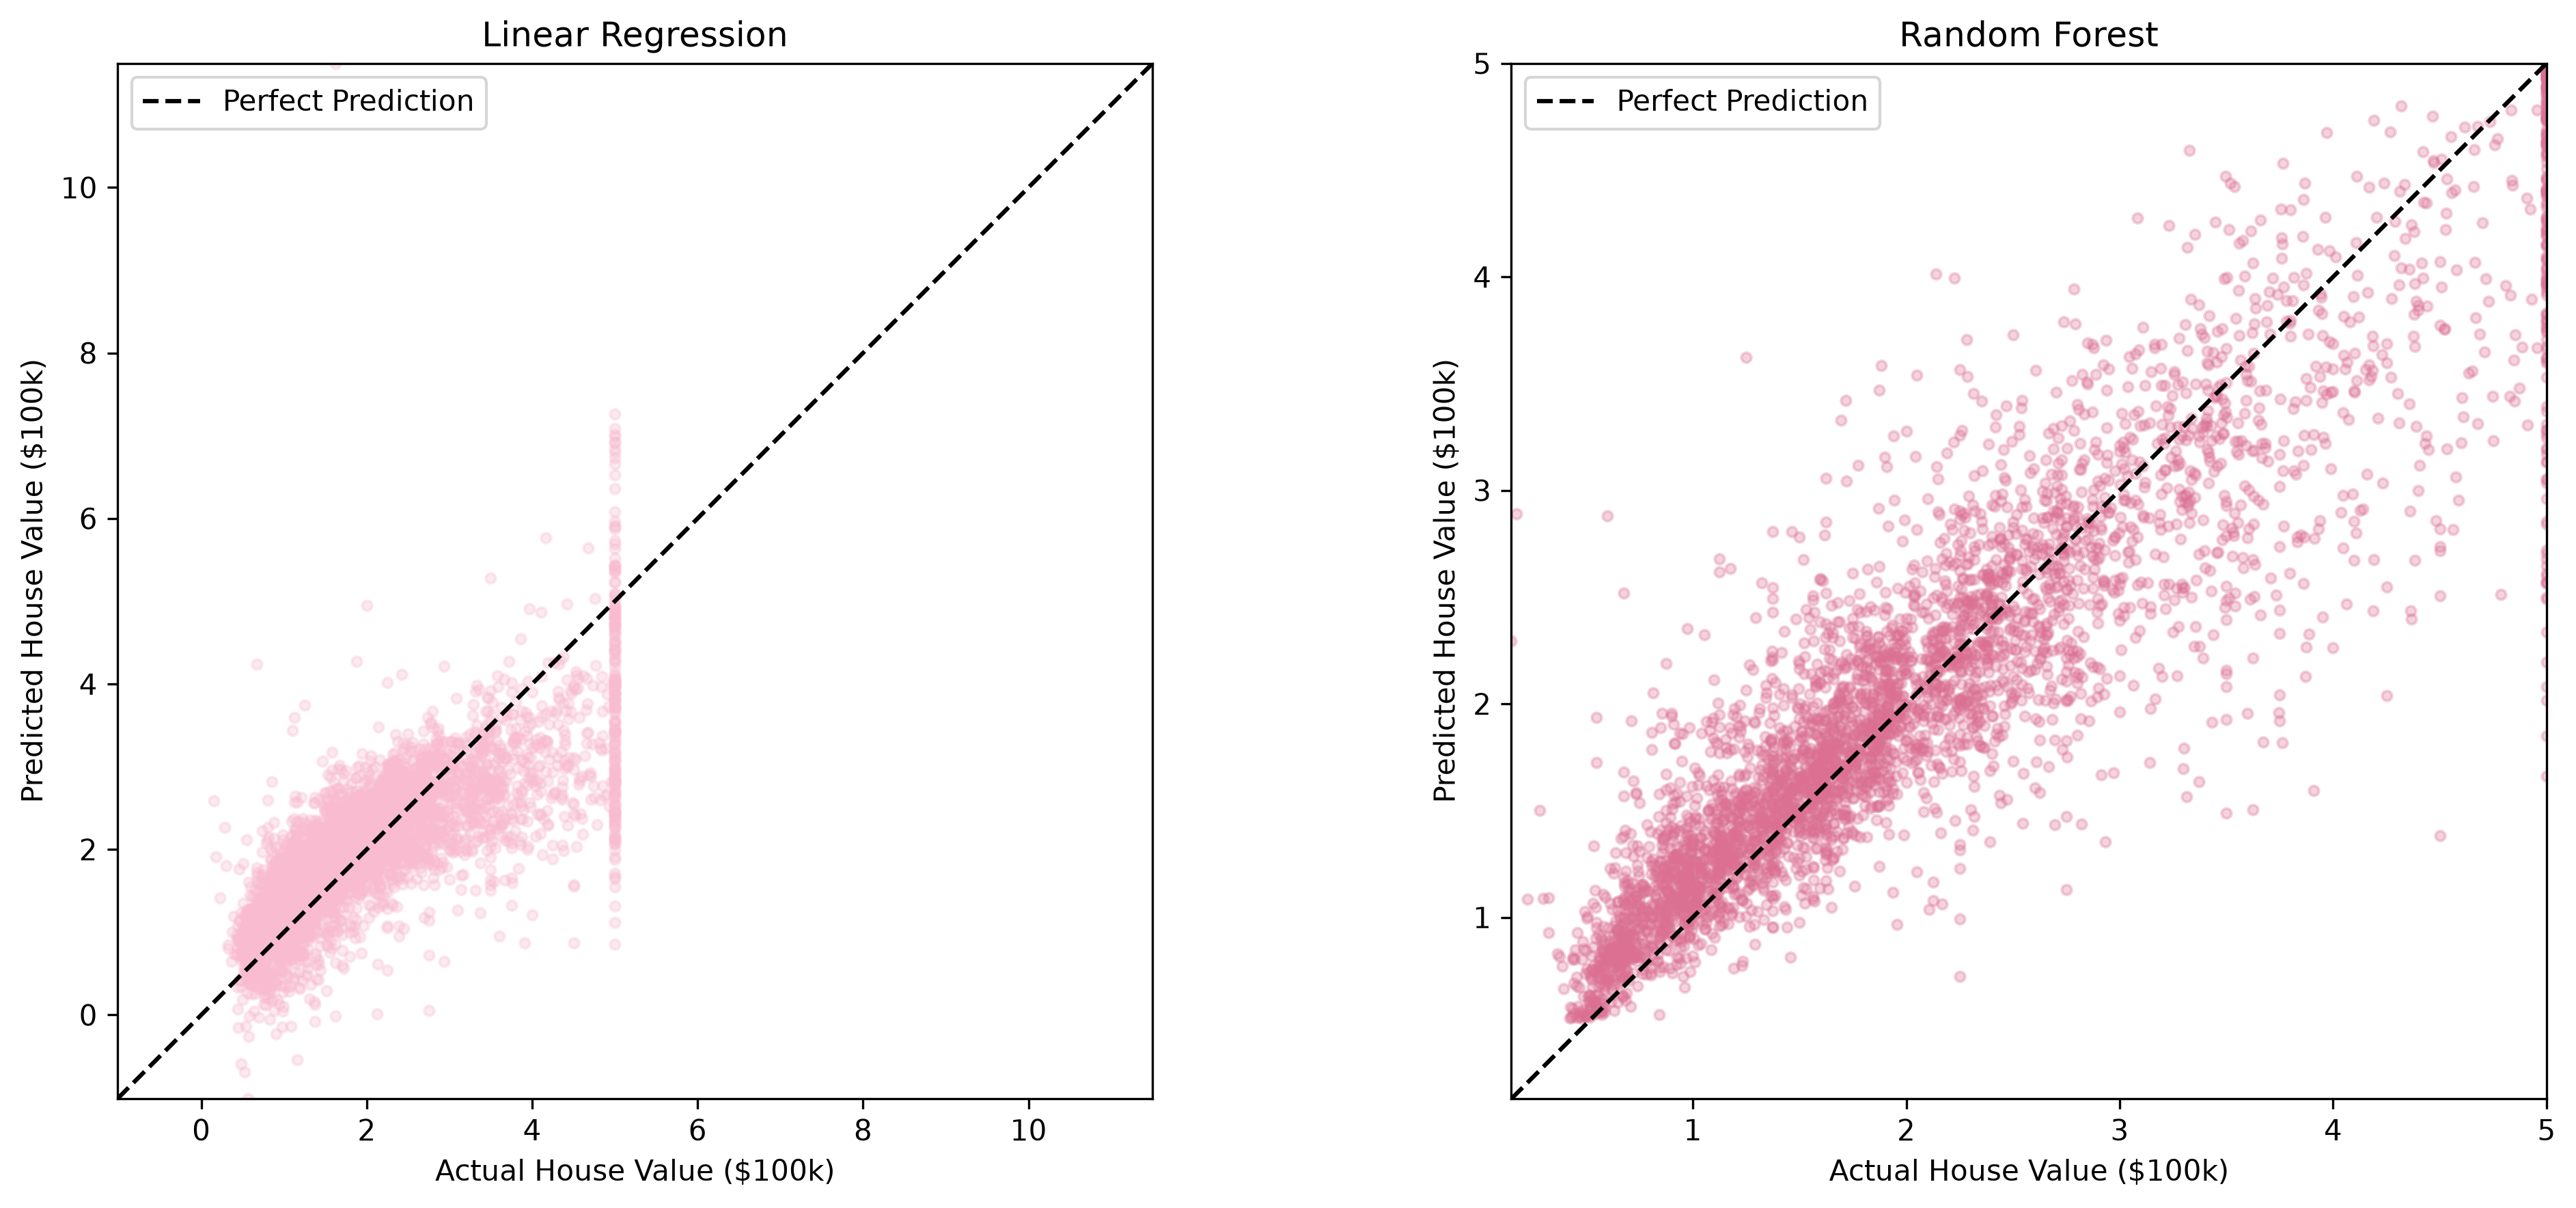 Linear Regression
Perfect Prediction
10
8
6
4
2
0
Predicted House Value ($100k)
0 2 4 6 8 10
Actual House Value ($100k)
Random Forest
Perfect Prediction
5
4
3
2
1
Predicted House Value ($100k)
1 2 3 4 5
Actual House Value ($100k)